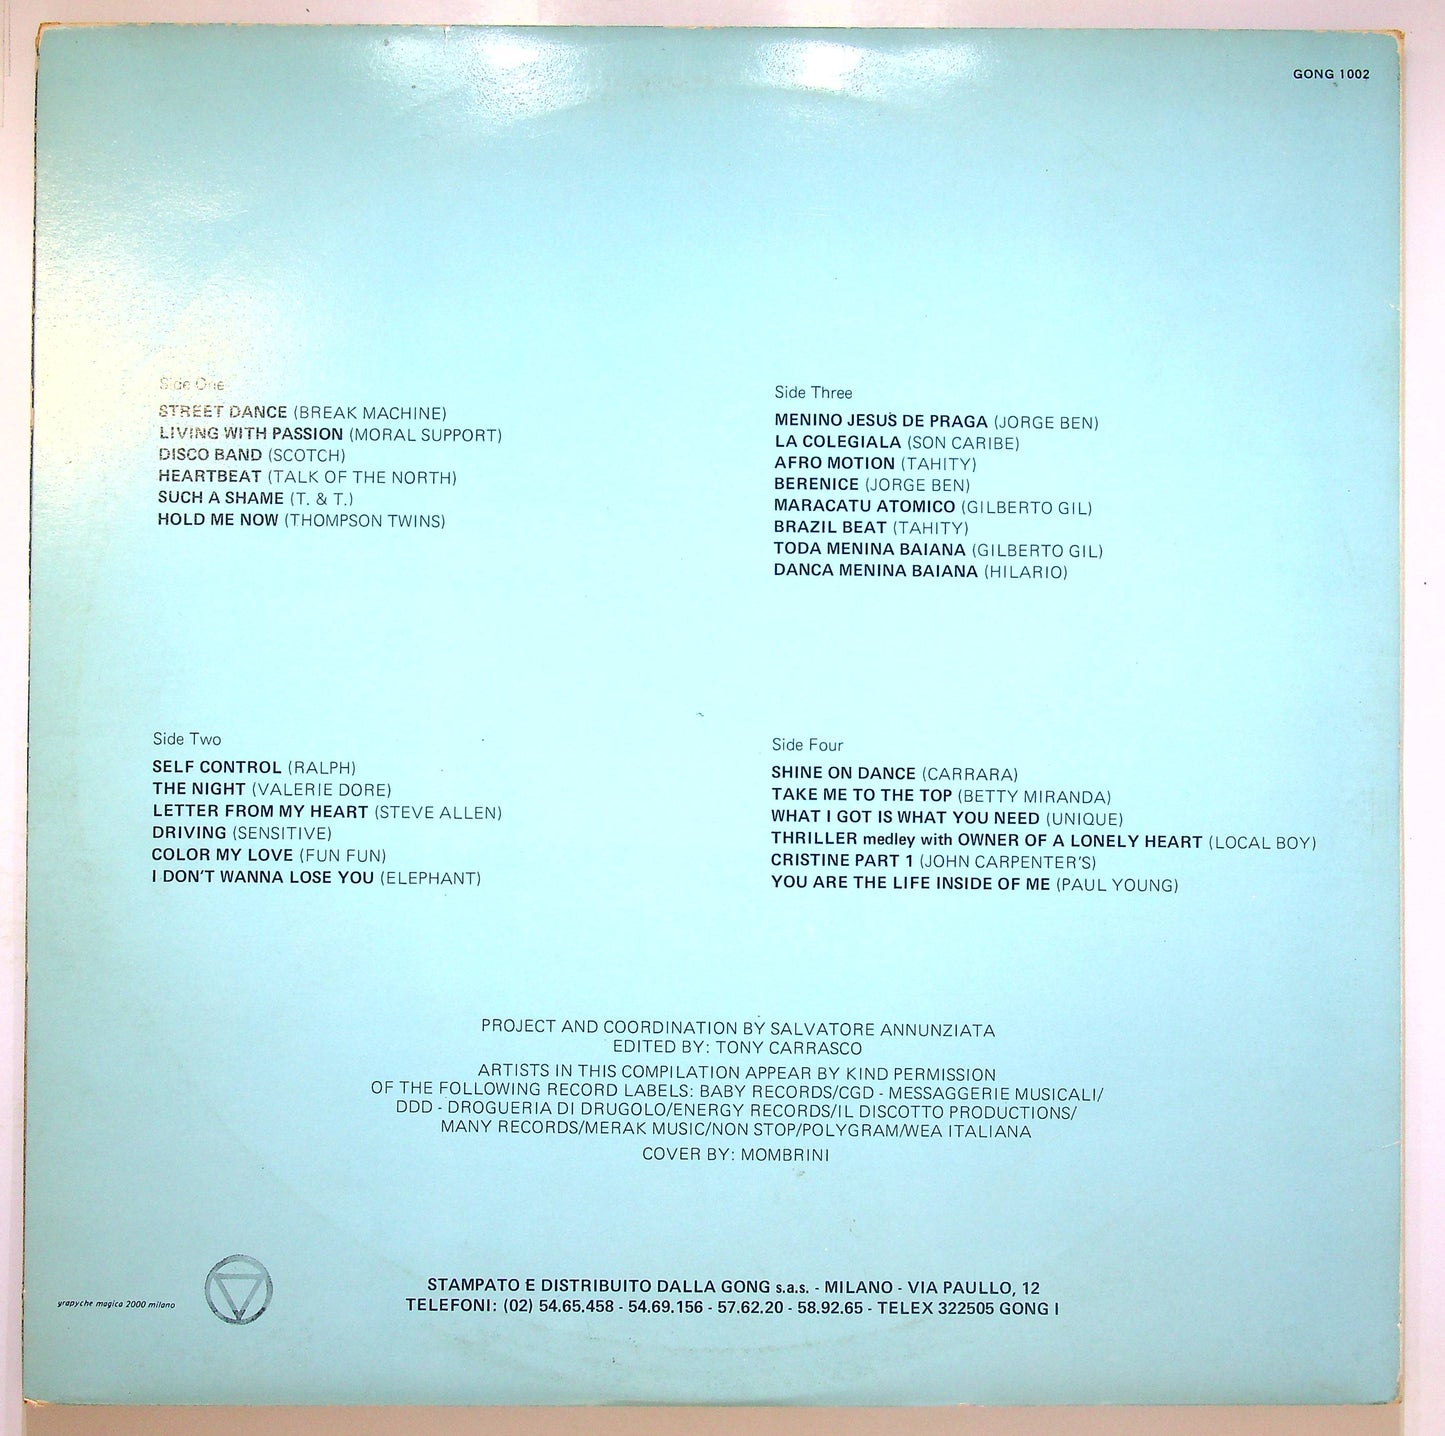 GONG 1002
Side One
STREET DANCE (BREAK MACHINE)
LIVING WITH PASSION (MORAL SUPPORT)
DISCO BAND (SCOTCH)
HEARTBEAT (TALK OF THE NORTH)
SUCH A SHAME (T. & T.)
HOLD ME NOW (THOMPSON TWINS)
Side Two
SELF CONTROL (RALPH)
THE NIGHT (VALERIE DORE)
LETTER FROM MY HEART (STEVE ALLEN)
DRIVING (SENSITIVE)
COLOR MY LOVE (FUN FUN)
I DON'T WANNA LOSE YOU (ELEPHANT)
Side Three
MENINO JESUS DE PRAGA (JORGE BEN)
LA COLEGIALA (SON CARIBE)
AFRO MOTION (TAHITY)
BERENICE (JORGE BEN)
MARACATU ATOMICO (GILBERTO GIL)
BRAZIL BEAT (TAHITY)
TODA MENINA BAIANA (GILBERTO GIL)
DANCA MENINA BAIANA (HILARIO)
Side Four
SHINE ON DANCE (CARRARA)
TAKE ME TO THE TOP (BETTY MIRANDA)
WHAT I GOT IS WHAT YOU NEED (UNIQUE)
THRILLER medley with OWNER OF A LONELY HEART (LOCAL BOY)
CRISTINE PART 1 (JOHN CARPENTER'S)
YOU ARE THE LIFE INSIDE OF ME (PAUL YOUNG)
PROJECT AND COORDINATION BY SALVATORE ANNUNZIATA
EDITED BY: TONY CARRASCO
ARTISTS IN THIS COMPILATION APPEAR BY KIND PERMISSION
OF THE FOLLOWING RECORD LABELS: BABY RECORDS/CGD - MESSAGGERIE MUSICALI/
DDD - DROGUERIA DI DRUGOLO/ENERGY RECORDS/IL DISCOTTO PRODUCTIONS/
MANY RECORDS/MERAK MUSIC/NON STOP/POLYGRAM/WEA ITALIANA
COVER BY: MOMBRINI
STAMPATO E DISTRIBUITO DALLA GONG s.a.s. - MILANO - VIA PAULLO, 12
TELEFONI: (02) 54.65.458 - 54.69.156 - 57.62.20 - 58.92.65 - TELEX 322505 GONG I
grapyche magica 2000 milano